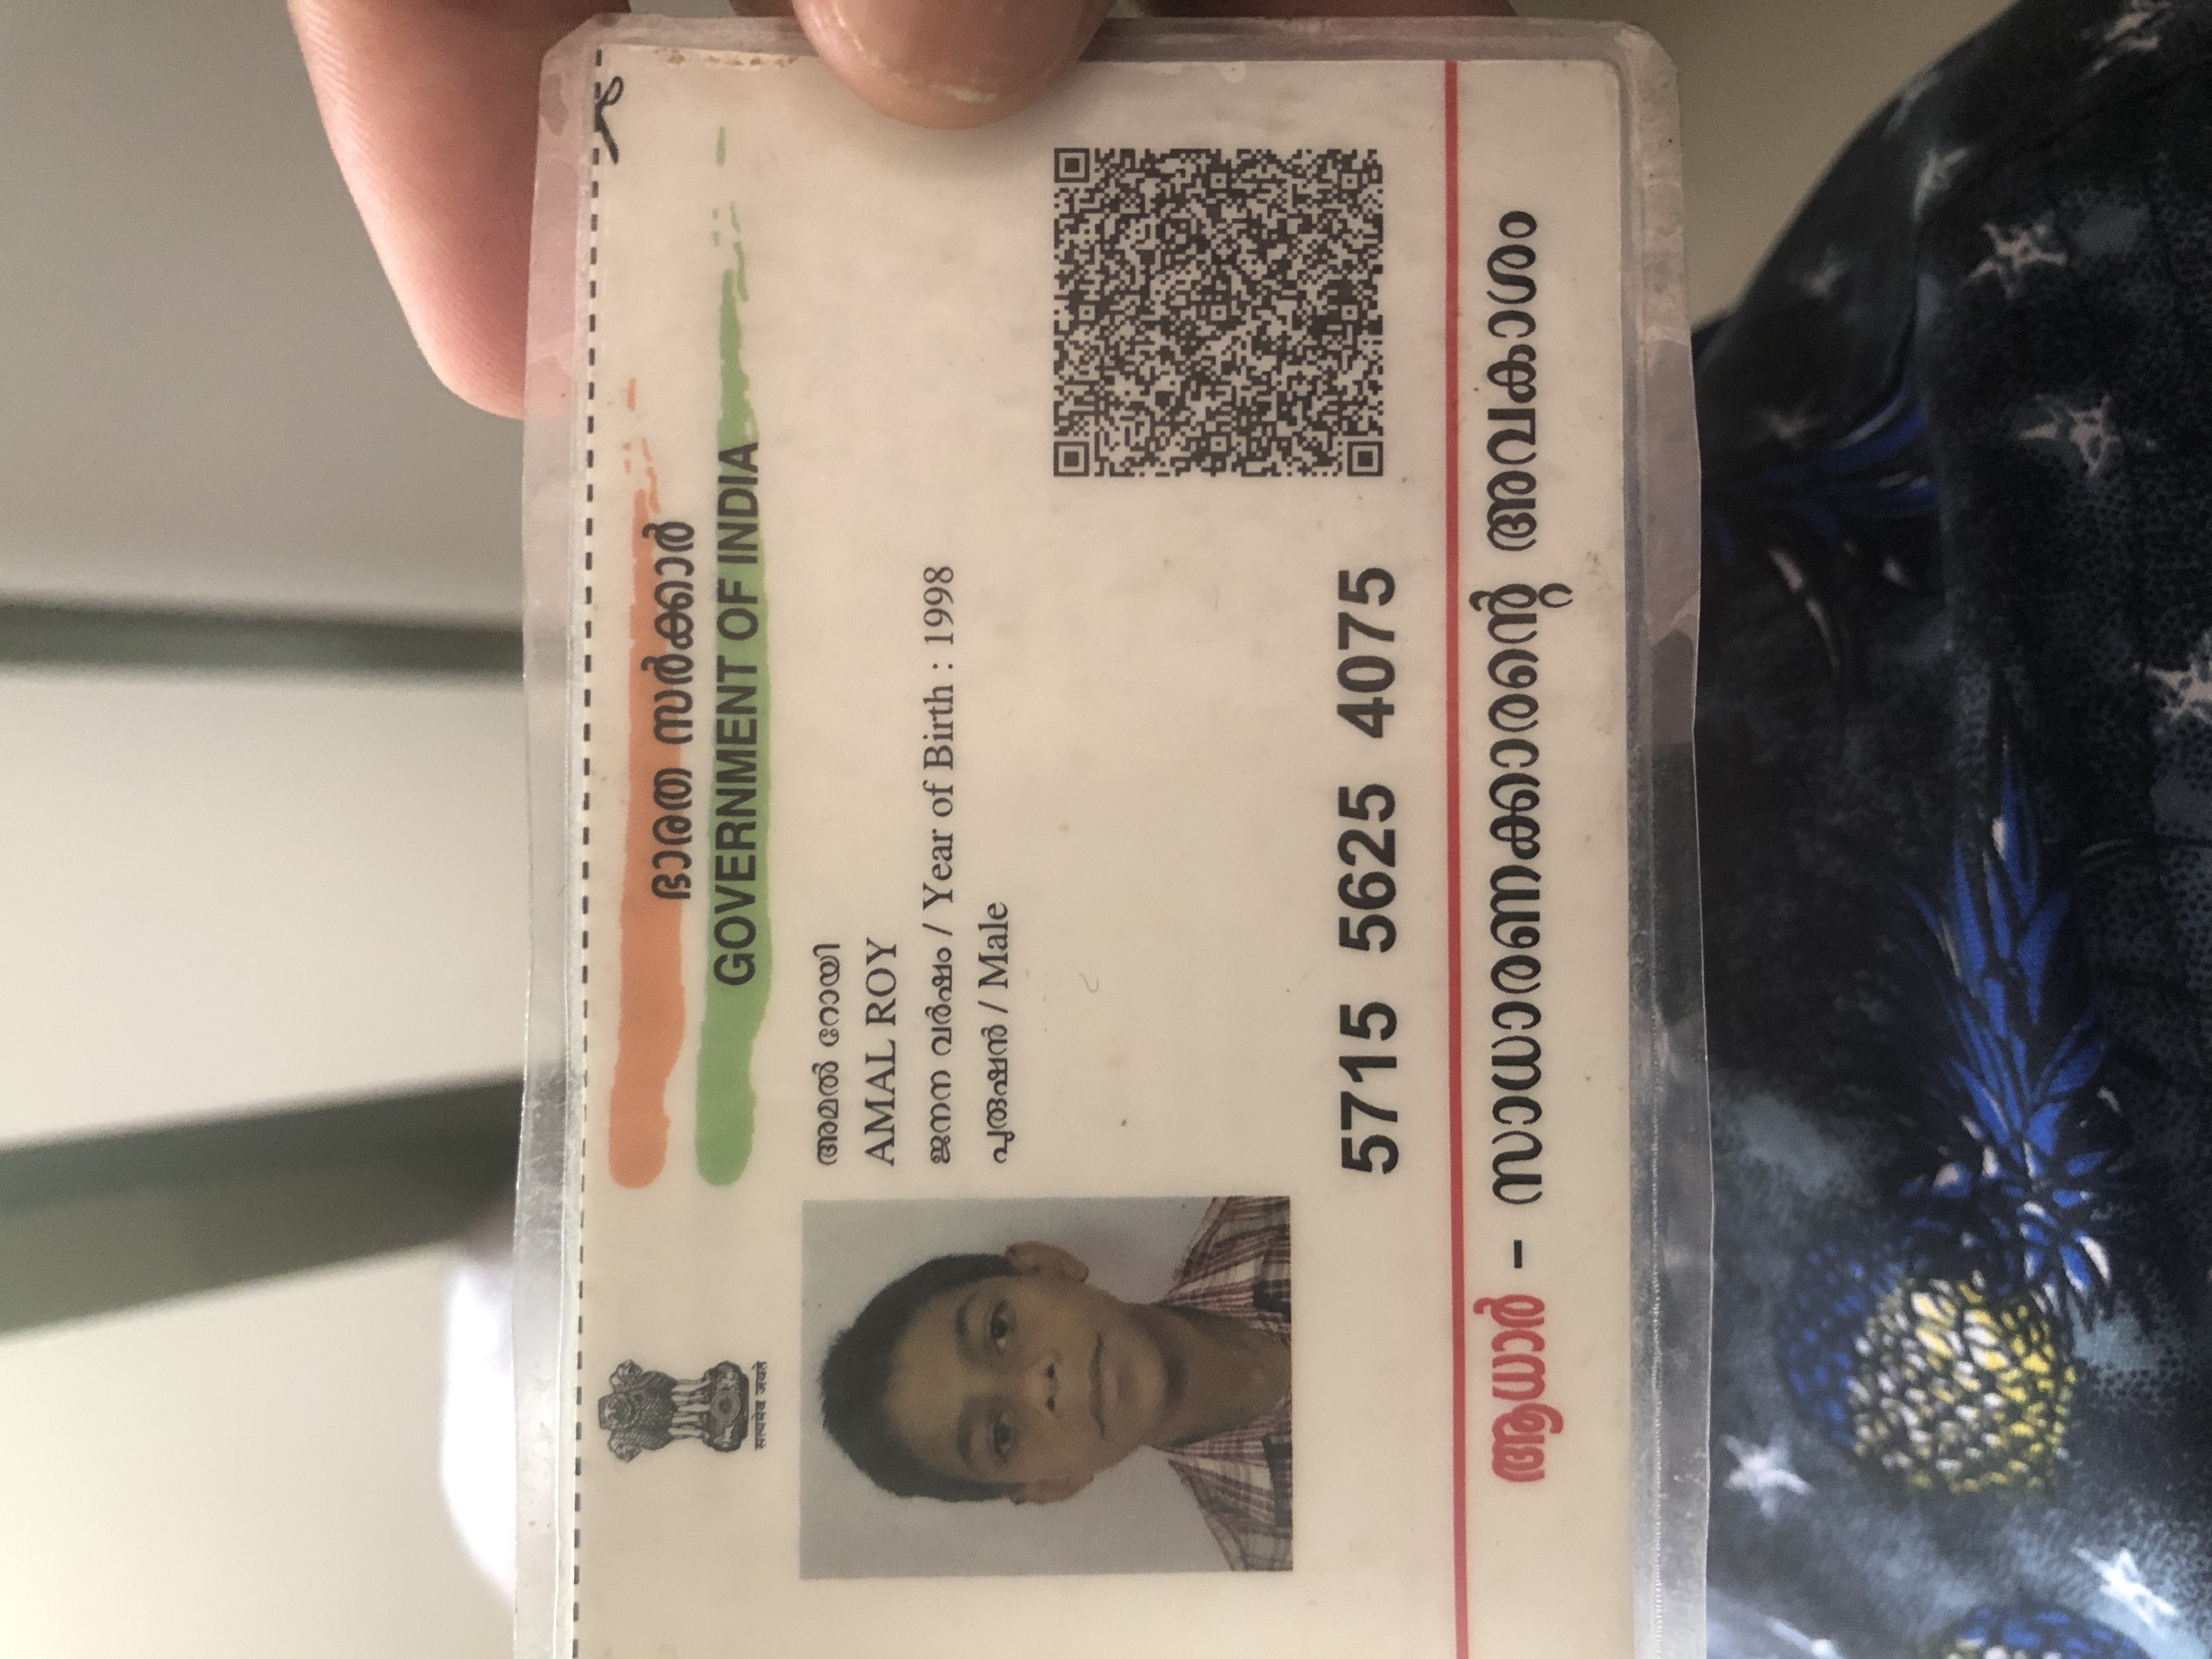 सत्यमेव जयते
ഭാരത സർക്കാർ
GOVERNMENT OF INDIA
അമൽ റോയി
AMAL ROY
ജനന വർഷം / Year of Birth : 1998
പുരുഷൻ / Male
5715 5625 4075
ആധാർ - സാധാരണക്കാരന്റെ അവകാശം